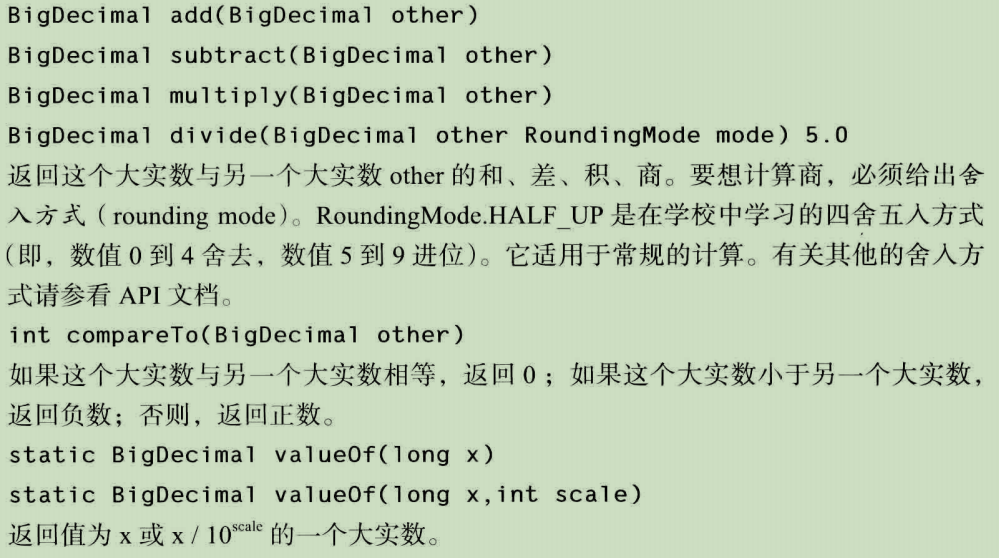 BigDecimal add(BigDecimal other)
BigDecimal subtract(BigDecimal other)
BigDecimal multiply(BigDecimal other)
BigDecimal divide(BigDecimal other RoundingMode mode) 5.0
返回这个大实数与另一个大实数 other 的和、差、积、商。要想计算商，必须给出舍
入方式（rounding mode）。RoundingMode.HALF_UP 是在学校中学习的四舍五入方式
（即，数值 0 到 4 舍去，数值 5 到 9 进位）。它适用于常规的计算。有关其他的舍入方
式请参看 API 文档。
int compareTo(BigDecimal other)
如果这个大实数与另一个大实数相等，返回 0；如果这个大实数小于另一个大实数，
返回负数；否则，返回正数。
static BigDecimal valueOf(long x)
static BigDecimal valueOf(long x,int scale)
返回值为 x 或 x / 10^scale 的一个大实数。